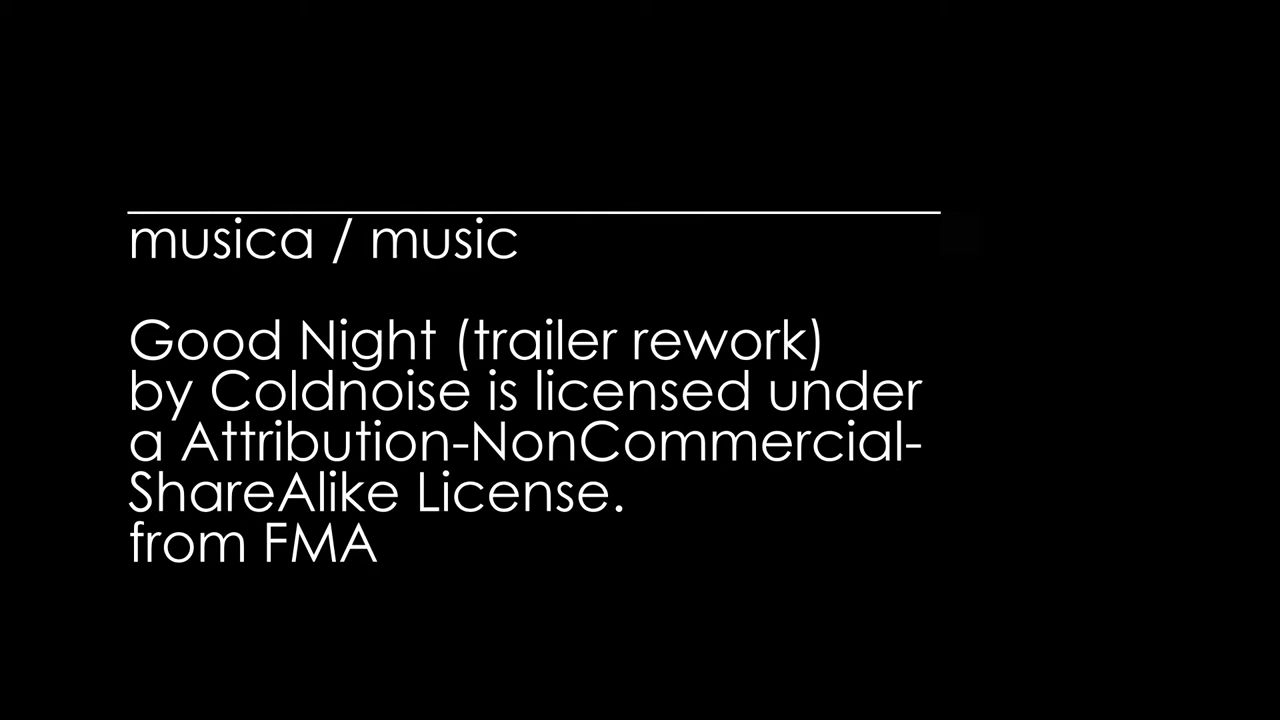 musica / music
Good Night (trailer rework)
by Coldnoise is licensed under
a Attribution-NonCommercial-
ShareAlike License.
from FMA